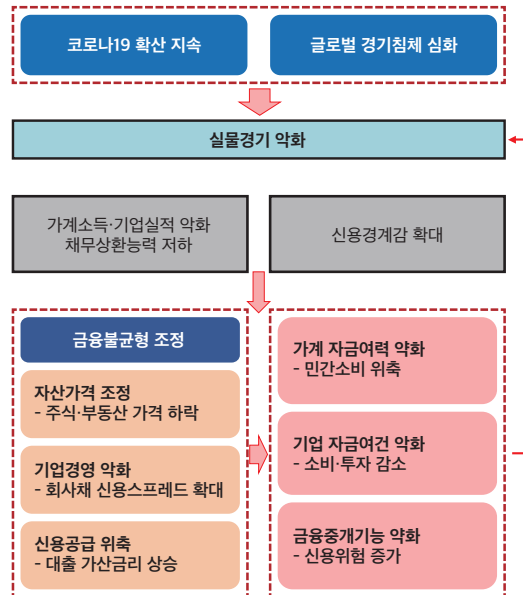 코로나19 확산 지속
글로벌 경기침체 심화
실물경기 악화
가계소득·기업실적 악화
채무상환능력 저하
신용경계감 확대
금융불균형 조정
자산가격 조정
- 주식·부동산 가격 하락
기업경영 악화
- 회사채 신용스프레드 확대
신용공급 위축
- 대출 가산금리 상승
가계 자금여력 악화
- 민간소비 위축
기업 자금여건 악화
- 소비·투자 감소
금융중개기능 약화
- 신용위험 증가